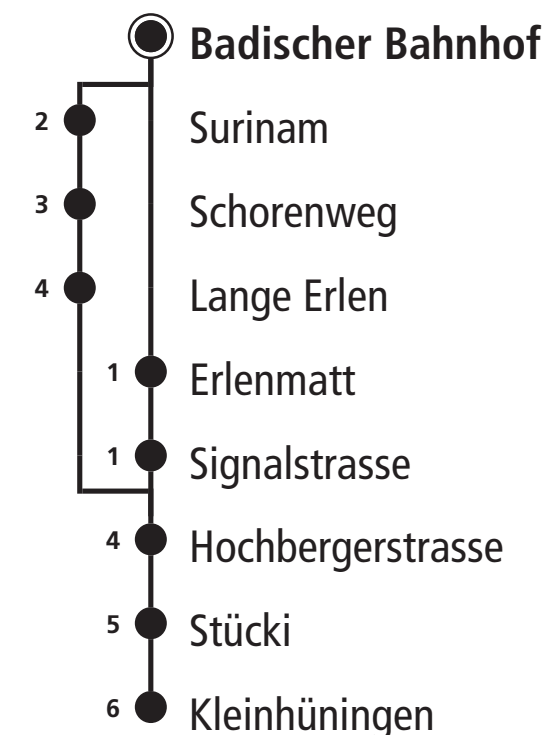 Badischer Bahnhof
2 Surinam
3 Schorenweg
4 Lange Erlen
1 Erlenmatt
1 Signalstrasse
4 Hochbergerstrasse
5 Stücki
6 Kleinhüningen